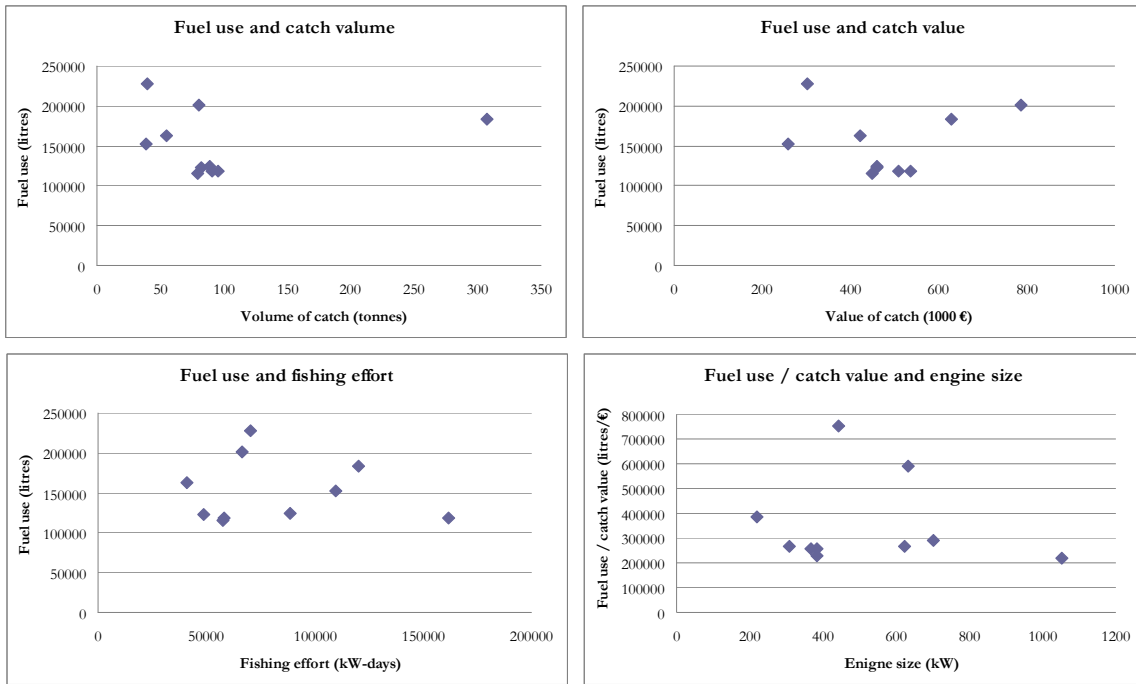 Fuel use and catch valume
Fuel use (litres)
250000
200000
150000
100000
50000
0
0 50 100 150 200 250 300 350
Volume of catch (tonnes)
Fuel use and catch value
Fuel use (litres)
250000
200000
150000
100000
50000
0
0 200 400 600 800 1000
Value of catch (1000 €)
Fuel use and fishing effort
Fuel use (litres)
250000
200000
150000
100000
50000
0
0 50000 100000 150000 200000
Fishing effort (kW-days)
Fuel use / catch value and engine size
Fuel use / catch value (litres/€)
800000
700000
600000
500000
400000
300000
200000
100000
0
0 200 400 600 800 1000 1200
Enigne size (kW)